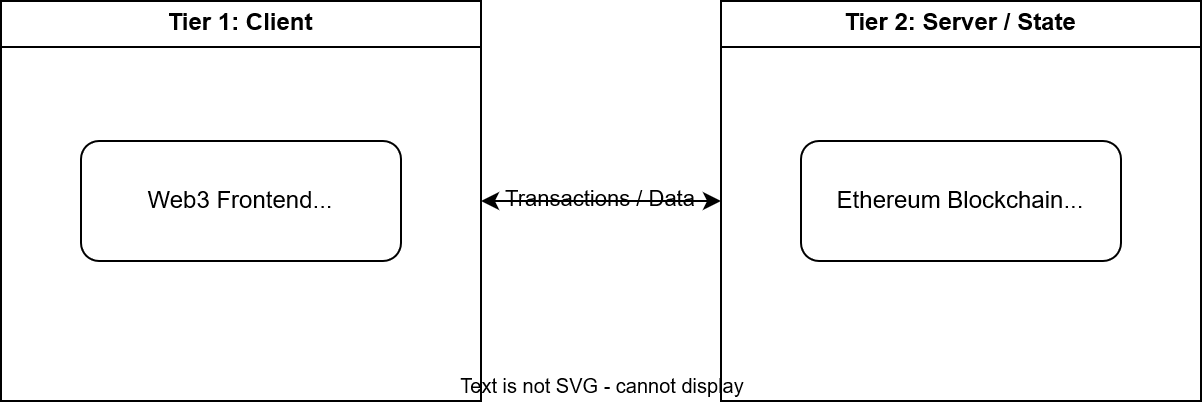 Tier 1: Client
Tier 2: Server / State
Web3 Frontend...
Transactions / Data
Ethereum Blockchain...
Text is not SVG - cannot display